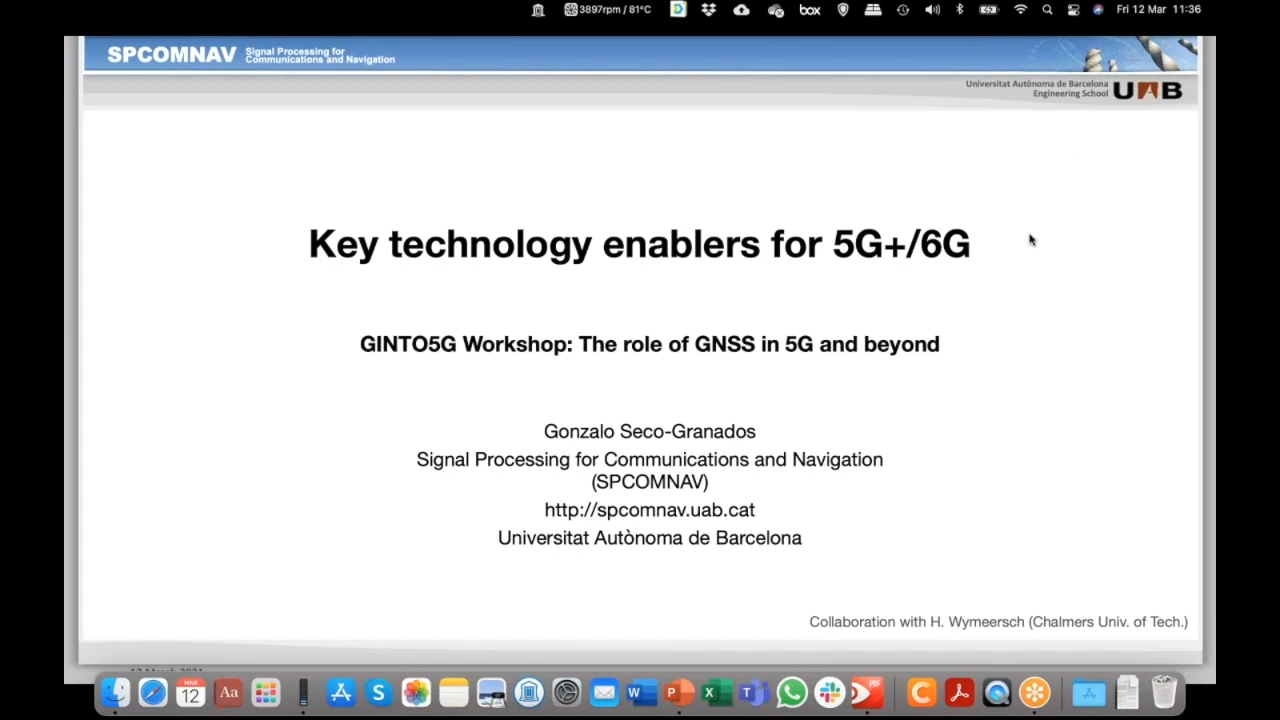 3897rpm / 81°C
box
Fri 12 Mar 11:36
SPCOMNAV
Signal Processing for
Communications and Navigation
Universitat Autònoma de Barcelona
Engineering School
UAB
Key technology enablers for 5G+/6G
GINTO5G Workshop: The role of GNSS in 5G and beyond
Gonzalo Seco-Granados
Signal Processing for Communications and Navigation
(SPCOMNAV)
http://spcomnav.uab.cat
Universitat Autònoma de Barcelona
Collaboration with H. Wymeersch (Chalmers Univ. of Tech.)
MAR
12
Aa
PDF